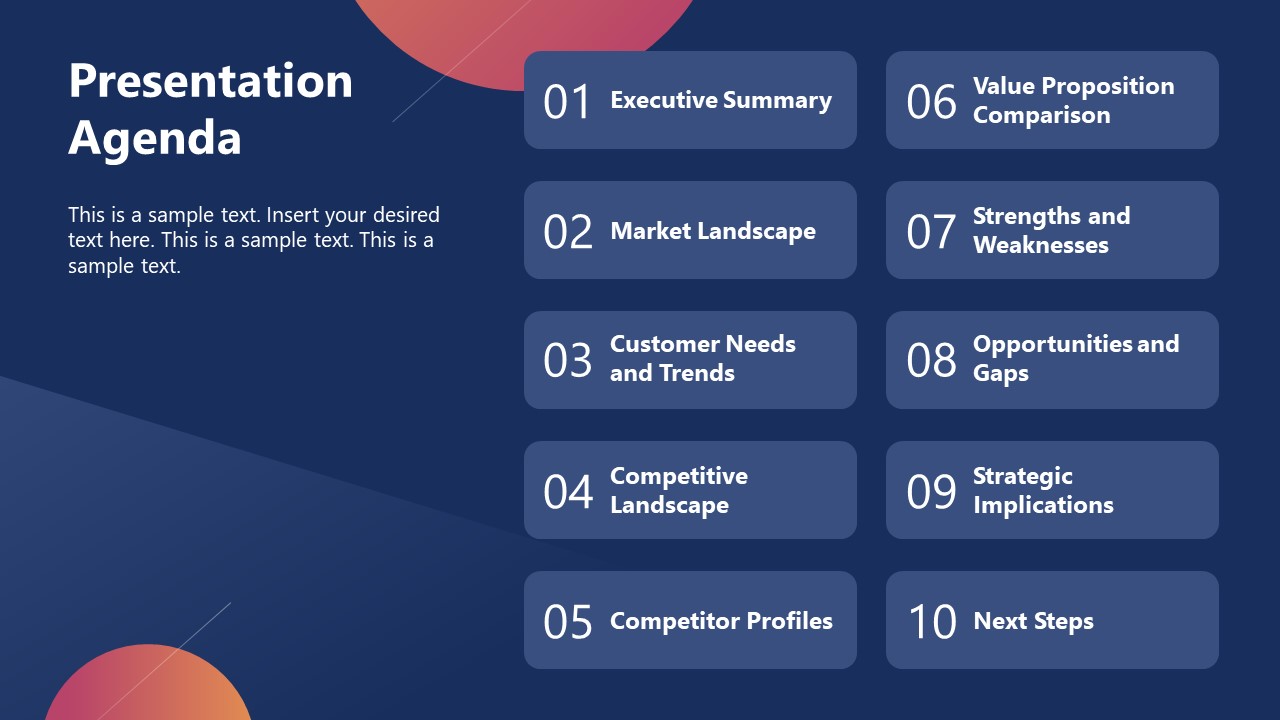 Presentation
Agenda
This is a sample text. Insert your desired
text here. This is a sample text. This is a
sample text.
01 Executive Summary
02 Market Landscape
03 Customer Needs
and Trends
04 Competitive
Landscape
05 Competitor Profiles
06 Value Proposition
Comparison
07 Strengths and
Weaknesses
08 Opportunities and
Gaps
09 Strategic
Implications
10 Next Steps